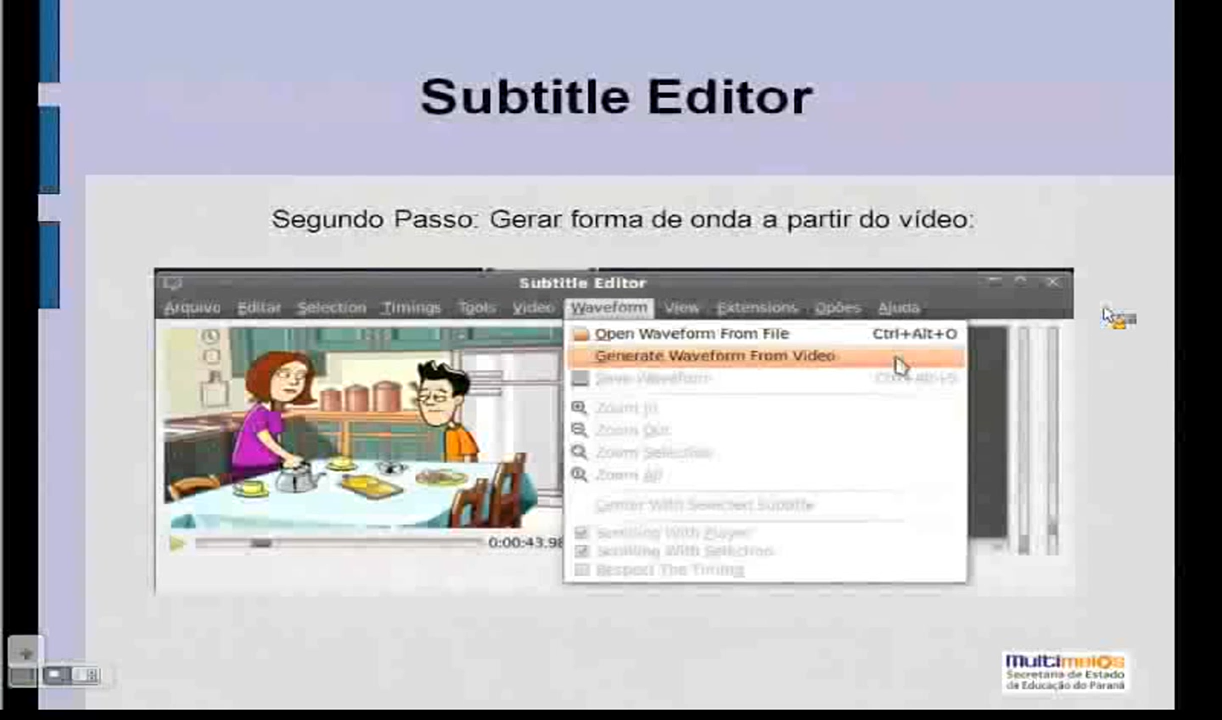 Subtitle Editor
Segundo Passo: Gerar forma de onda a partir do vídeo:
Subtitle Editor
Arquivo Editar Selection Timings Tools Video Waveform View Extensions Opões Ajuda
Open Waveform From File Ctrl+Alt+O
Generate Waveform From Video
Save Waveform
Zoom In
Zoom Out
Zoom Selection
Zoom All
Center With Selected Subtitle
Scrolling With Player
Scrolling With Selection
Respect The Timing
0:00:43.98
Multimeios
Secretaria de Estado
da Educação do Paraná